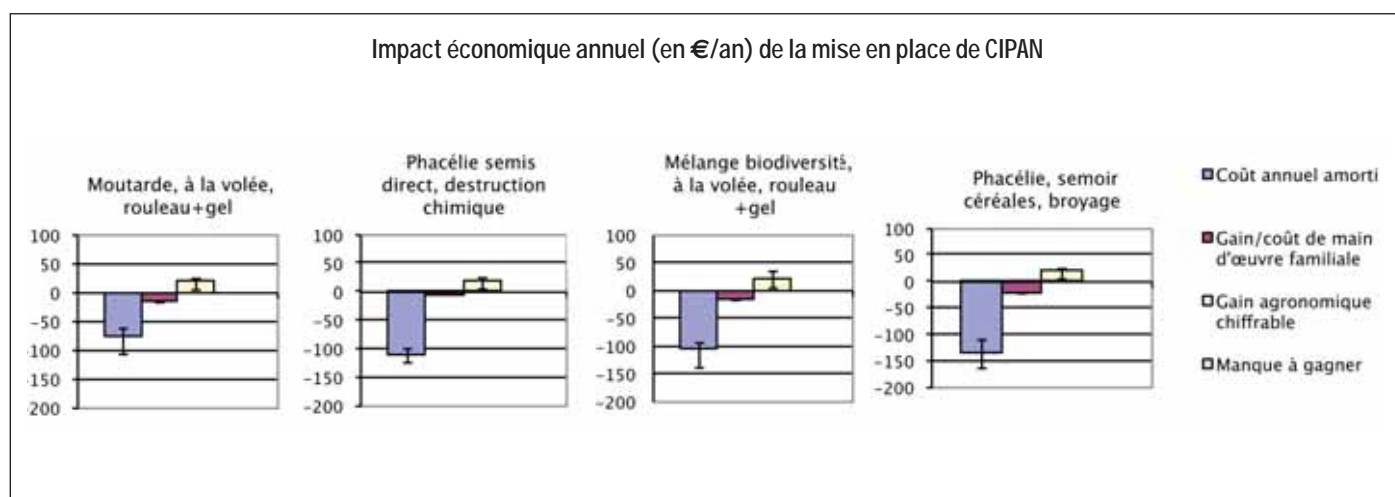 Impact économique annuel (en €/an) de la mise en place de CIPAN
Moutarde, à la volée,
rouleau+gel
100
50
0
-50
-100
-150
-200
Phacélie semis
direct, destruction
chimique
100
50
0
-50
-100
-150
-200
Mélange biodiversité,
à la volée, rouleau
+gel
100
50
0
-50
-100
-150
-200
Phacélie, semoir
céréales, broyage
100
50
0
-50
-100
-150
-200
Coût annuel amorti
Gain/coût de main
d'œuvre familiale
Gain agronomique
chiffrable
Manque à gagner